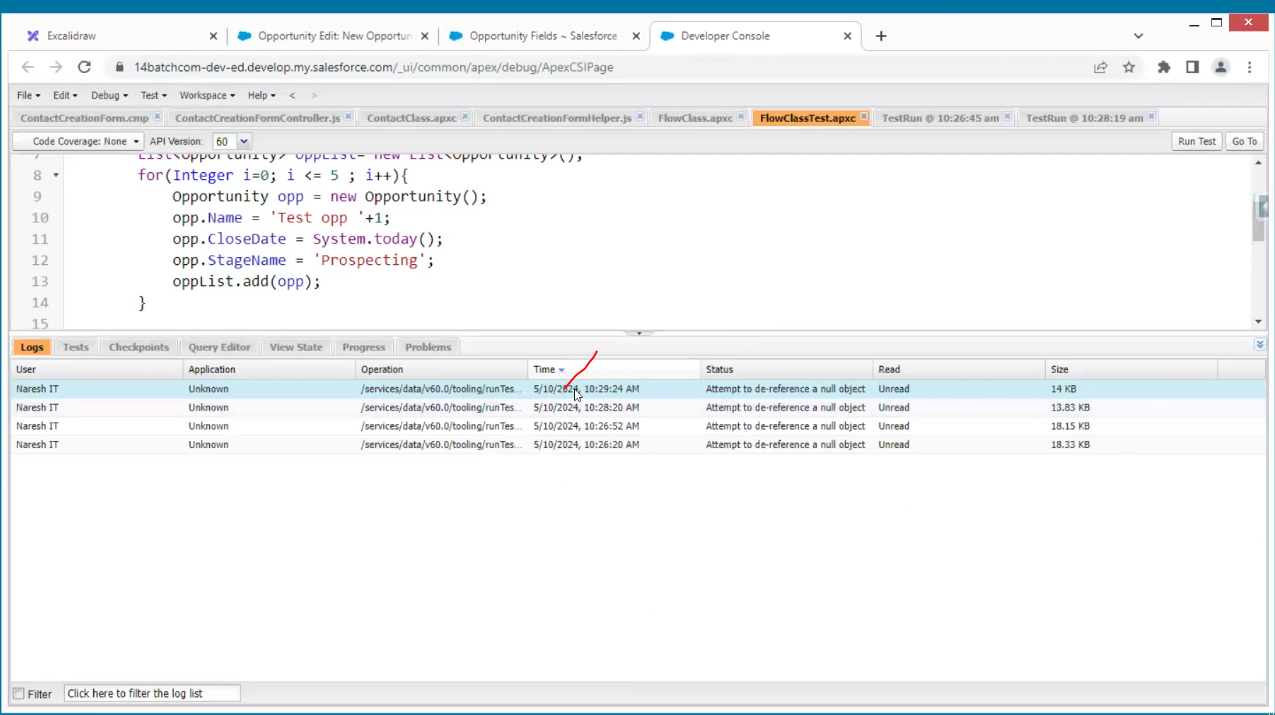 Excalidraw
Opportunity Edit: New Opportun
Opportunity Fields ~ Salesforce
Developer Console
14batchcom-dev-ed.develop.my.salesforce.com/_ui/common/apex/debug/ApexCSIPage
File Edit Debug Test Workspace Help < >
ContactCreationForm.cmp ContactCreationFormController.js ContactClass.apxc ContactCreationFormHelper.js FlowClass.apxc FlowClassTest.apxc TestRun @ 10:26:45 am TestRun @ 10:28:19 am
Code Coverage: None API Version: 60 Run Test Go To
7 List<Opportunity> oppList= new List<Opportunity>();
8 for(Integer i=0; i <= 5 ; i++){
9 Opportunity opp = new Opportunity();
10 opp.Name = 'Test opp '+1;
11 opp.CloseDate = System.today();
12 opp.StageName = 'Prospecting';
13 oppList.add(opp);
14 }
15
Logs Tests Checkpoints Query Editor View State Progress Problems
User Application Operation Time Status Read Size
Naresh IT Unknown /services/data/v60.0/tooling/runTes... 5/10/2024, 10:29:24 AM Attempt to de-reference a null object Unread 14 KB
Naresh IT Unknown /services/data/v60.0/tooling/runTes... 5/10/2024, 10:28:20 AM Attempt to de-reference a null object Unread 13.83 KB
Naresh IT Unknown /services/data/v60.0/tooling/runTes... 5/10/2024, 10:26:52 AM Attempt to de-reference a null object Unread 18.15 KB
Naresh IT Unknown /services/data/v60.0/tooling/runTes... 5/10/2024, 10:26:20 AM Attempt to de-reference a null object Unread 18.33 KB
Filter Click here to filter the log list